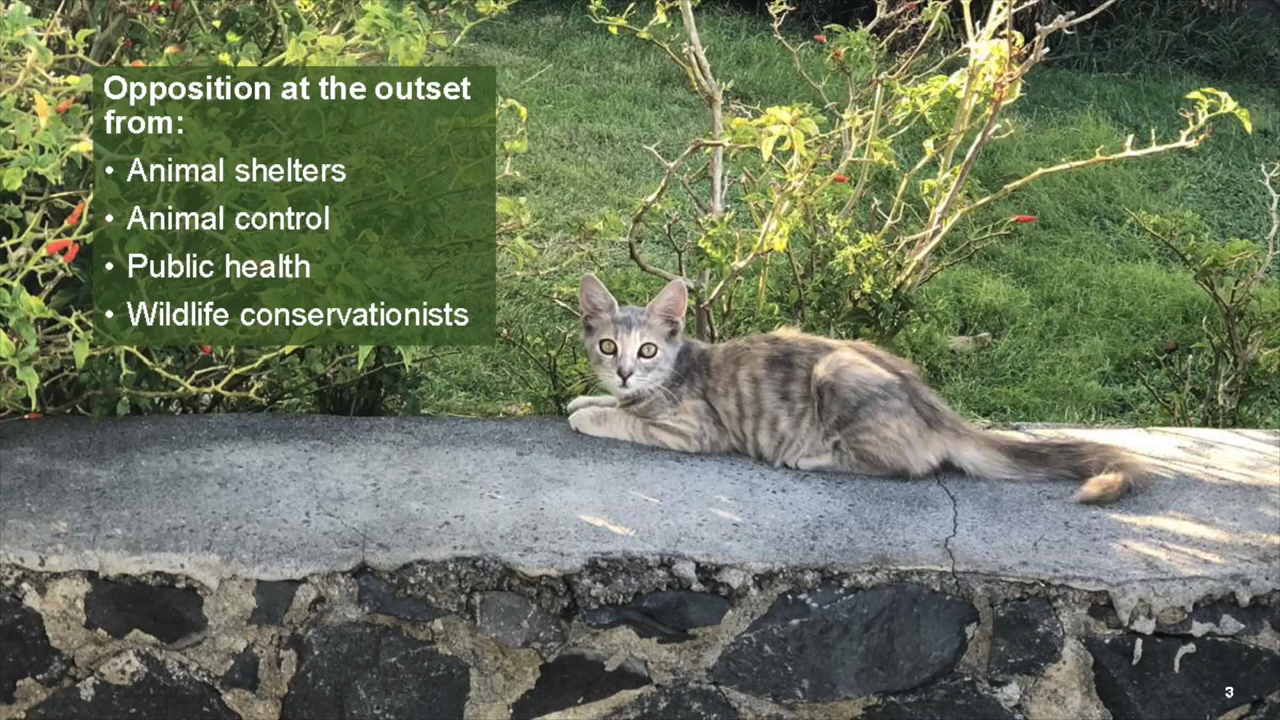 Opposition at the outset
from:
• Animal shelters
• Animal control
• Public health
• Wildlife conservationists
3